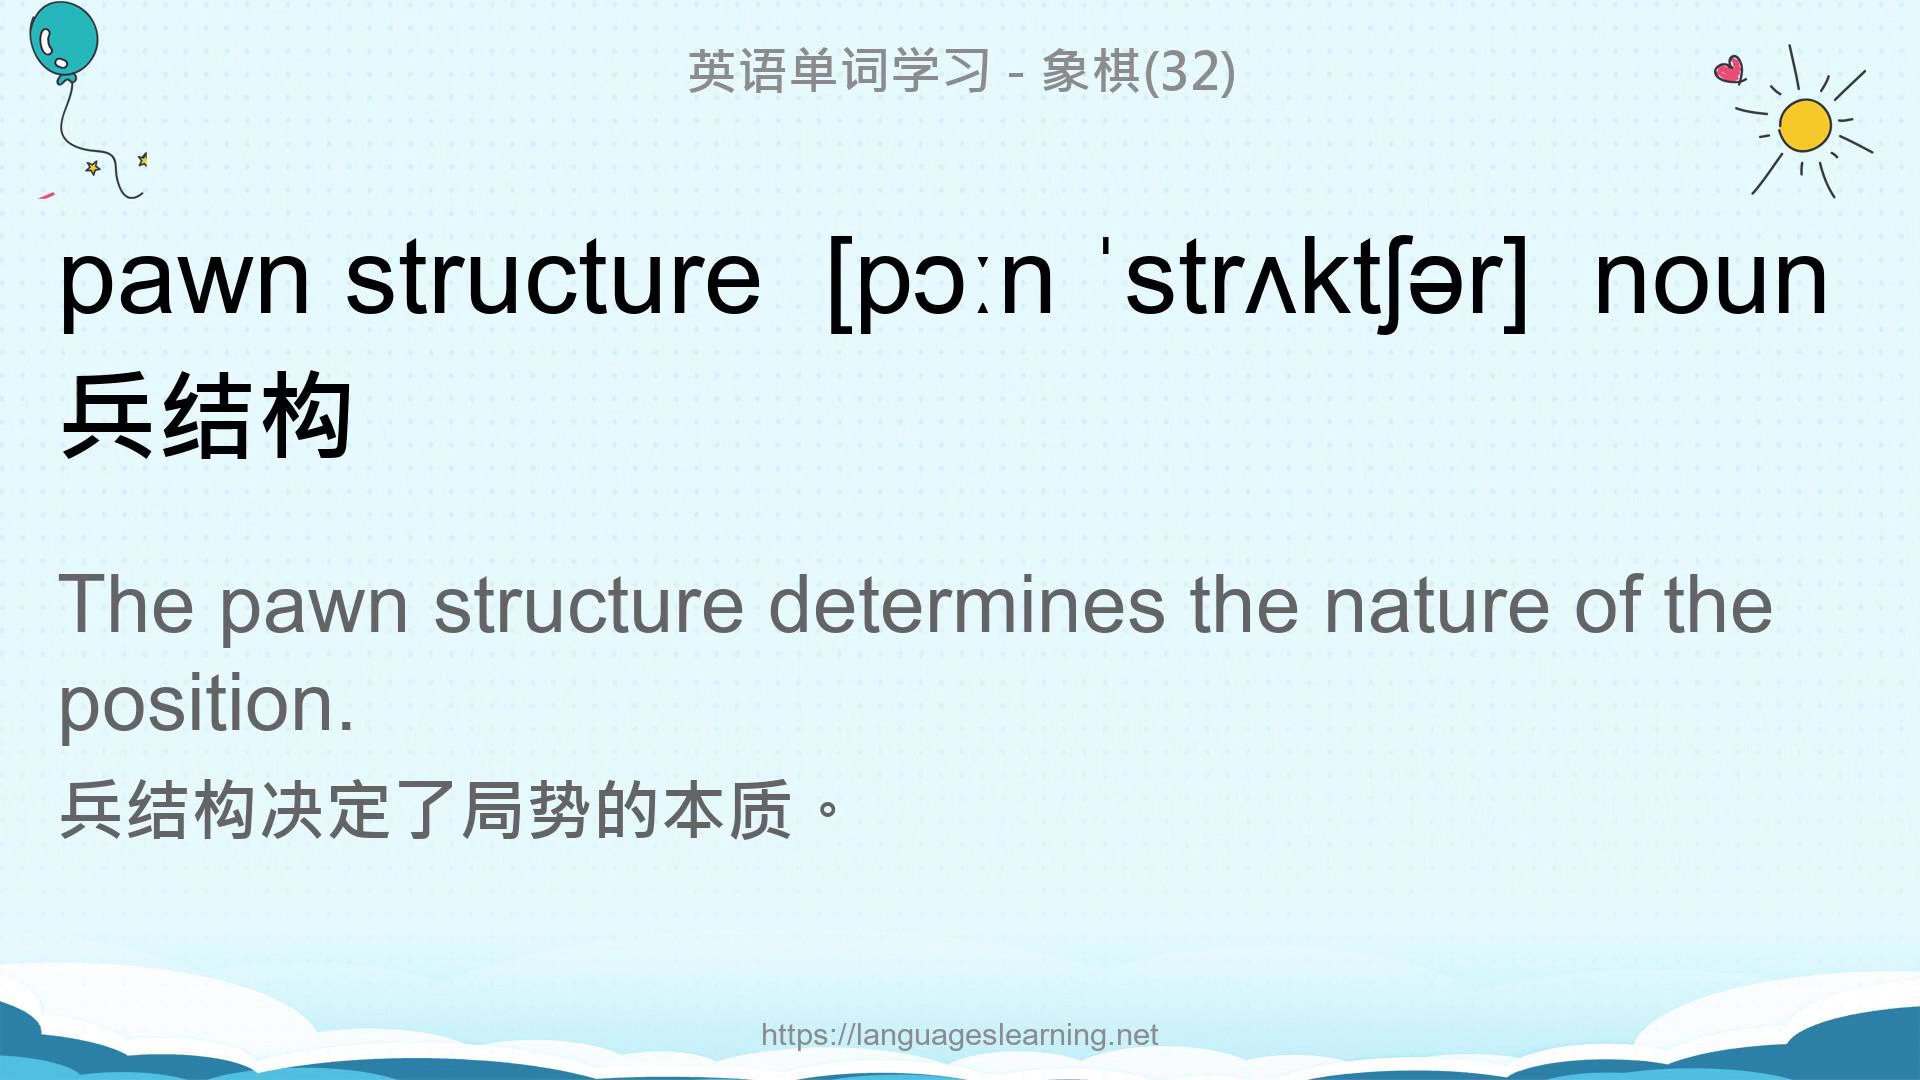 英语单词学习 - 象棋(32)
pawn structure [pɔːn ˈstrʌktʃər] noun
兵结构
The pawn structure determines the nature of the
position.
兵结构决定了局势的本质。
https://languageslearning.net